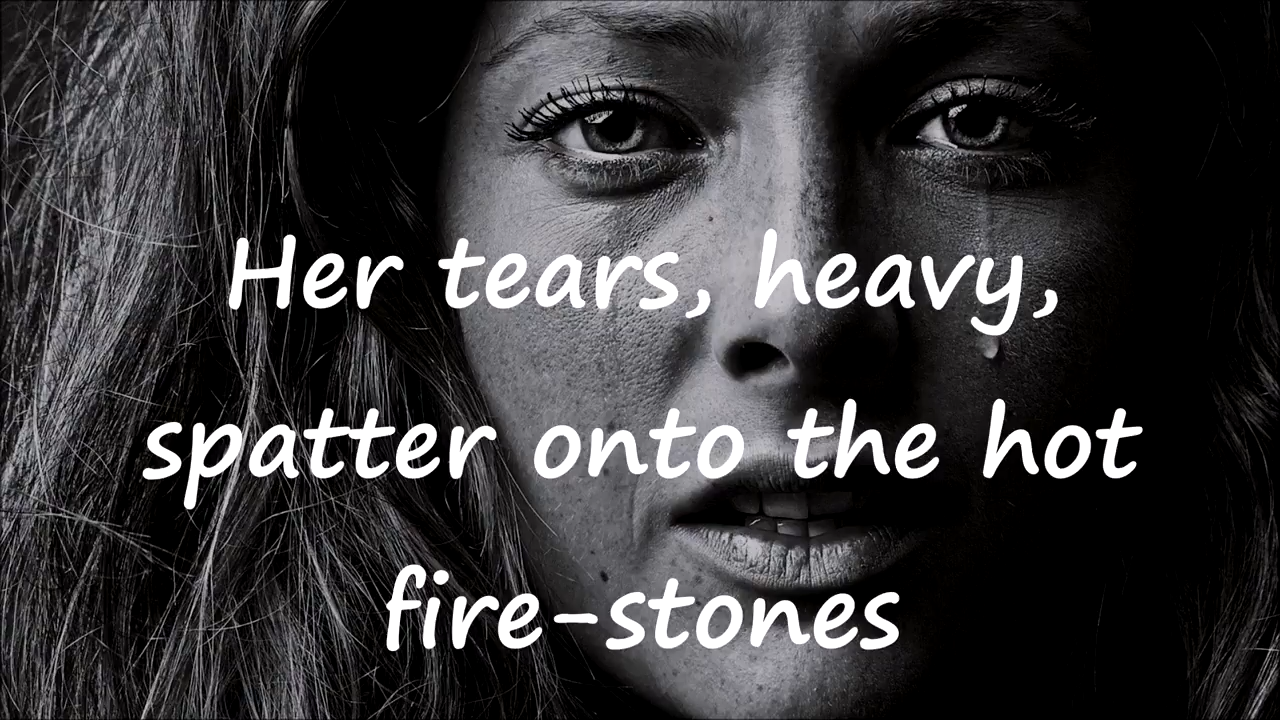 Her tears, heavy,
spatter onto the hot
fire-stones